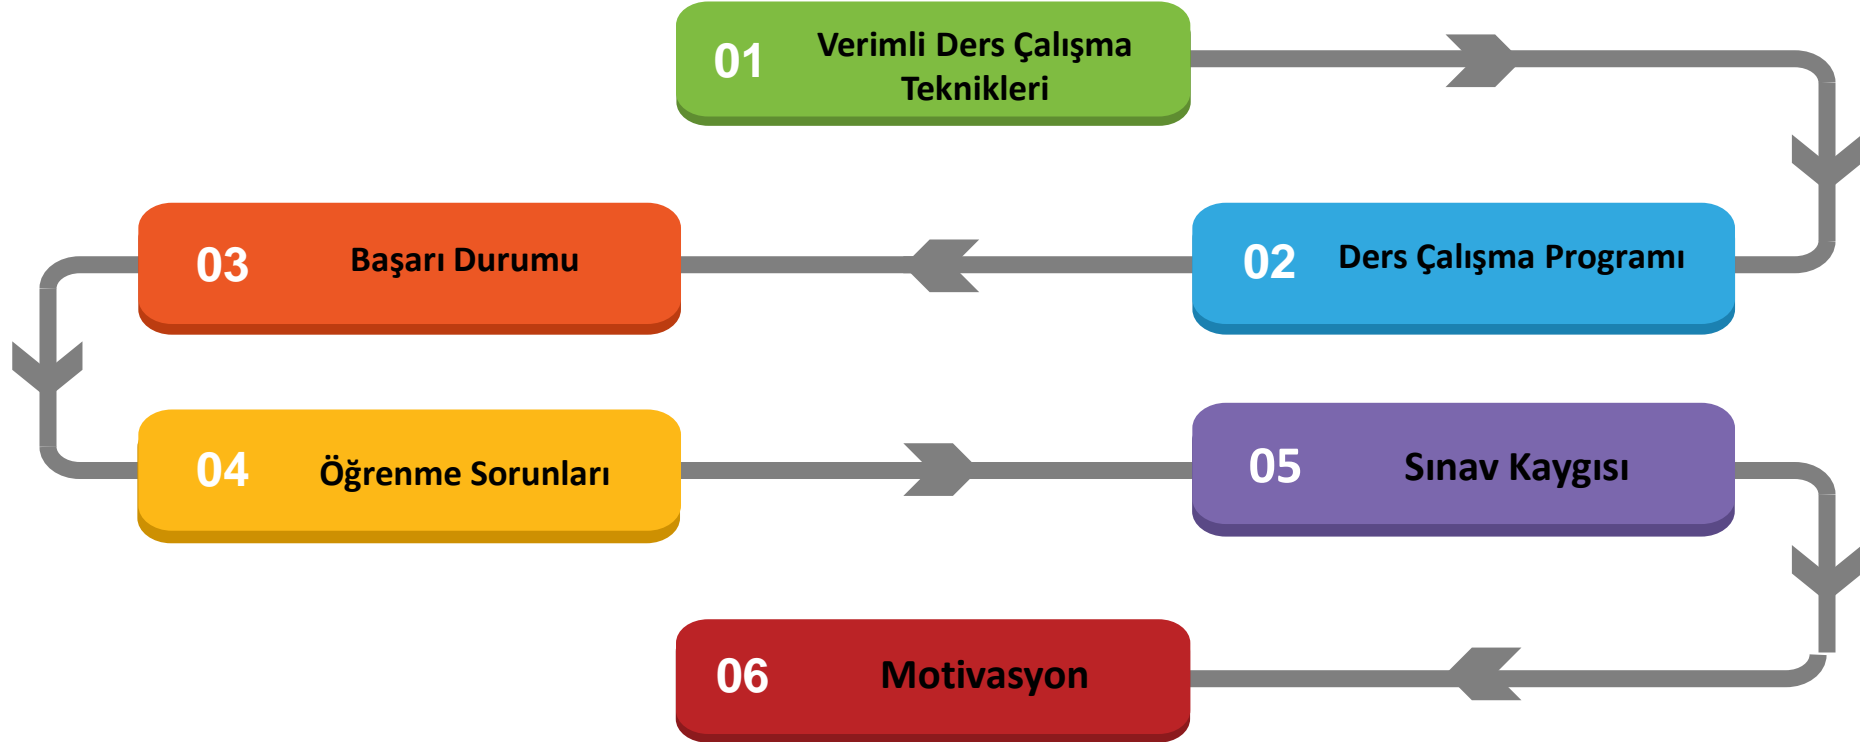 01
Verimli Ders Çalışma
Teknikleri
02
Ders Çalışma Programı
03
Başarı Durumu
04
Öğrenme Sorunları
05
Sınav Kaygısı
06
Motivasyon